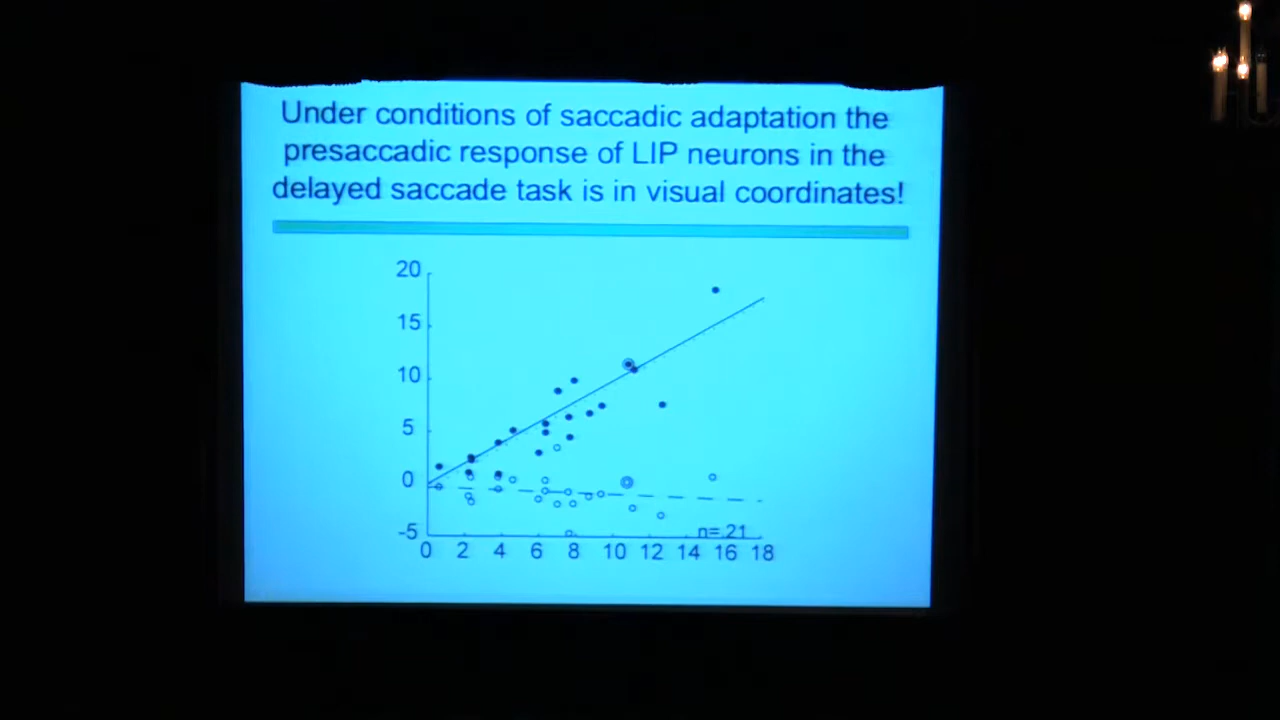 Under conditions of saccadic adaptation the
presaccadic response of LIP neurons in the
delayed saccade task is in visual coordinates!
20
15
10
5
0
-5
n= 21
0 2 4 6 8 10 12 14 16 18